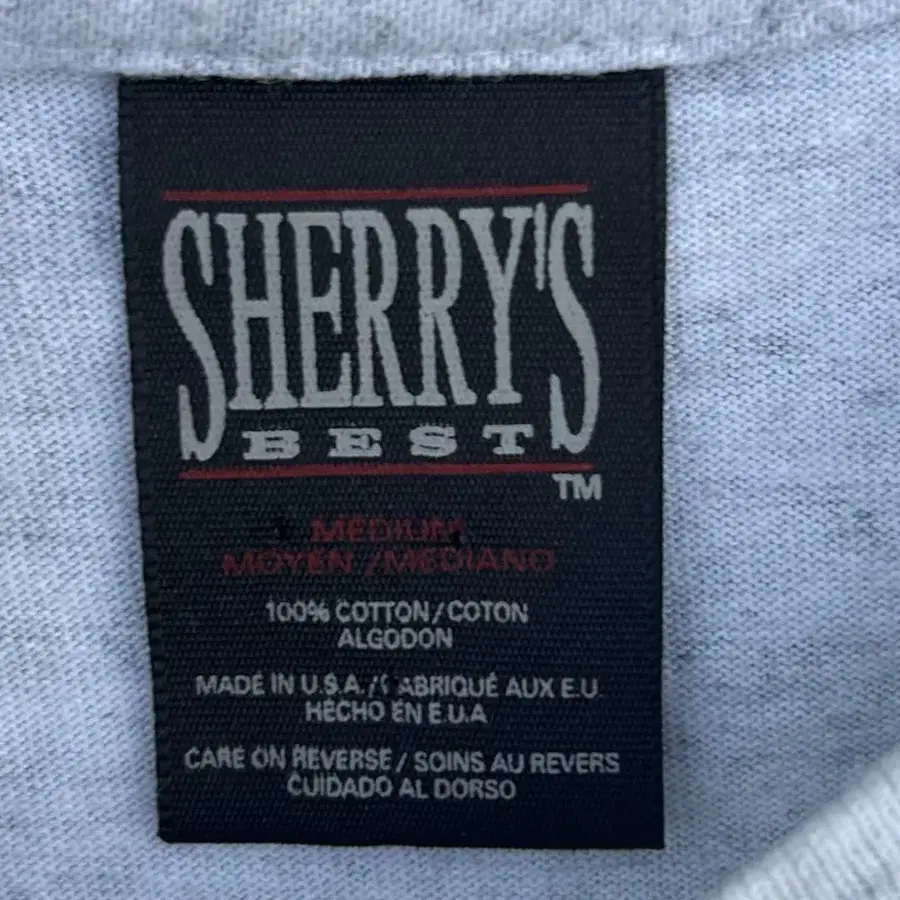 SHERRY'S
BEST
TM
MEDIUM
MOYEN /MEDIANO
100% COTTON/COTON
ALGODON
MADE IN U.S.A./FABRIQUÉ AUX E.U.
HECHO EN E.U.A
CARE ON REVERSE / SOINS AU REVERS
CUIDADO AL DORSO